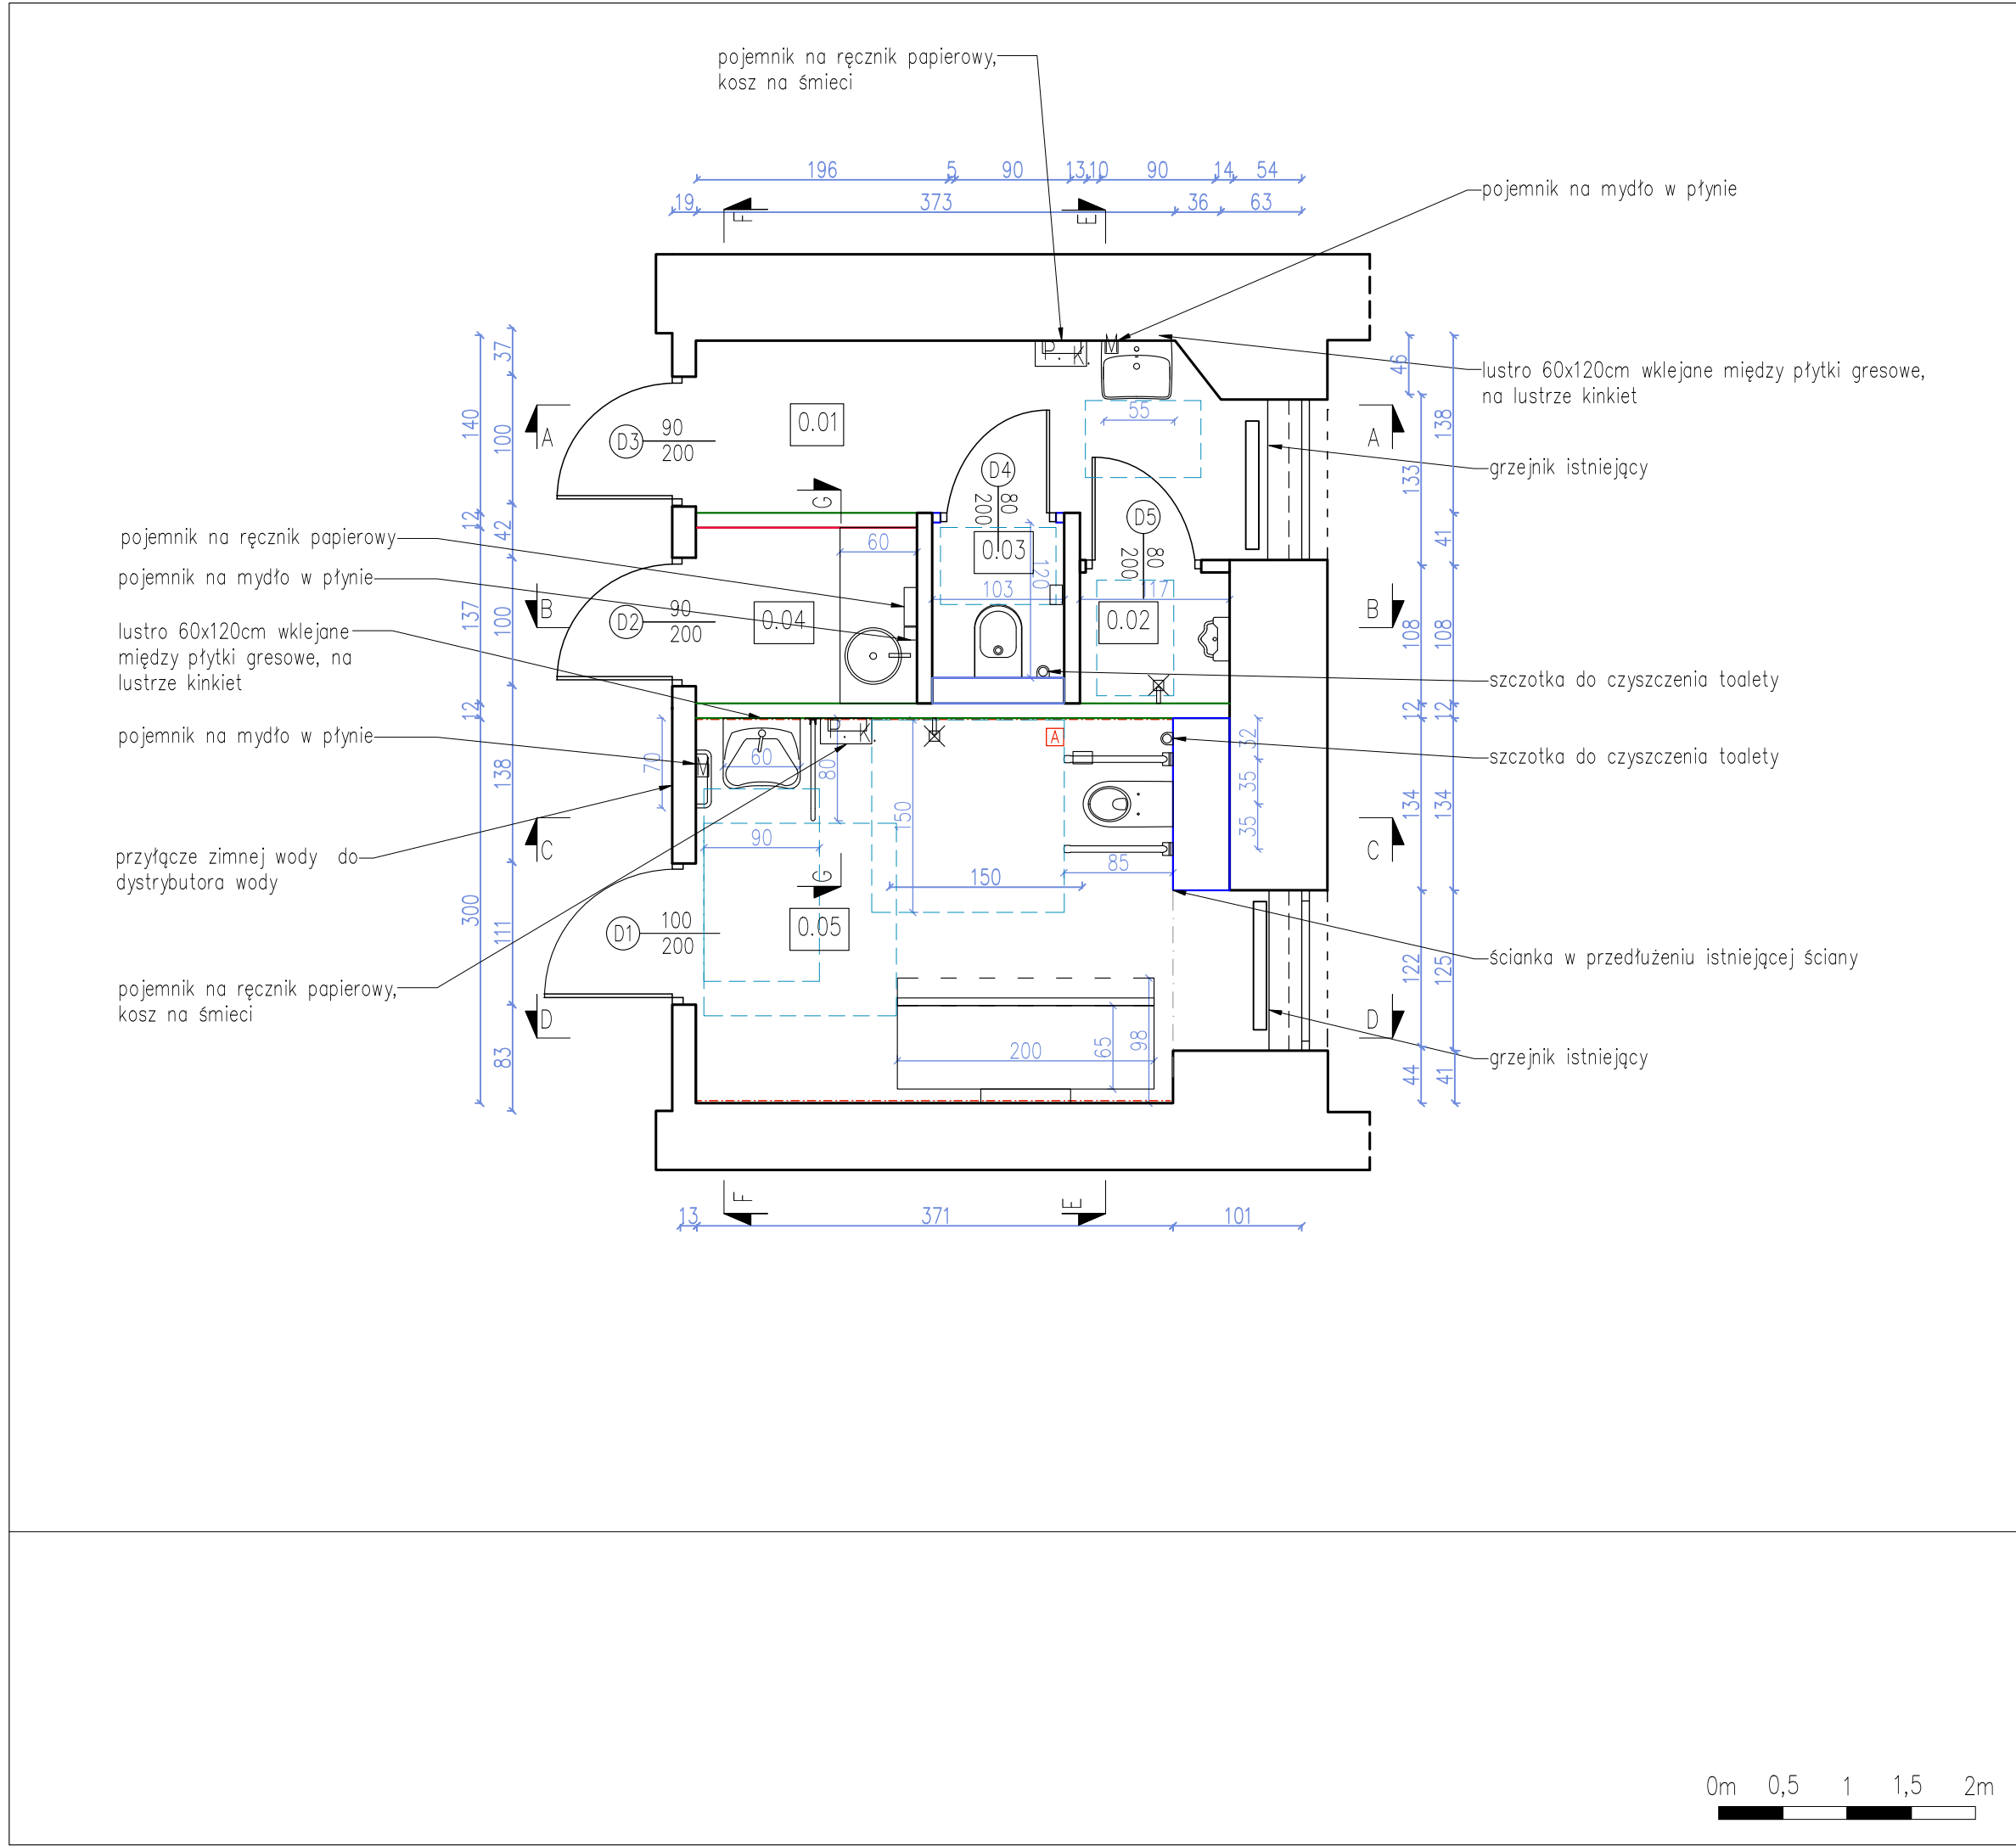 pojemnik na ręcznik papierowy,
kosz na śmieci
196 5 90 13 10 90 14 54
19 373 36 63
F E
pojemnik na mydło w płynie
lustro 60x120cm wklejane między płytki gresowe,
na lustrze kinkiet
grzejnik istniejący
P. K. M
55
0.01
D3 90
200
A A
D4 80
200
D5 80
200
G
37 100 42 100 138 111 83
140 12 137 12 300
46 133 108 12 134 122 44
138 41 108 12 134 125 41
pojemnik na ręcznik papierowy
pojemnik na mydło w płynie
lustro 60x120cm wklejane
między płytki gresowe, na
lustrze kinkiet
pojemnik na mydło w płynie
przyłącze zimnej wody do
dystrybutora wody
pojemnik na ręcznik papierowy,
kosz na śmieci
60
0.03
120
103 117
B B
D2 90
200
0.04 0.02
szczotka do czyszczenia toalety
szczotka do czyszczenia toalety
P. K.
A
M
70 60 80
32 35 35
150
90
85
150
C C
G
D1 100
200
0.05
ścianka w przedłużeniu istniejącej ściany
grzejnik istniejący
D D
200 65 98
F E
13 371 101
0m 0,5 1 1,5 2m